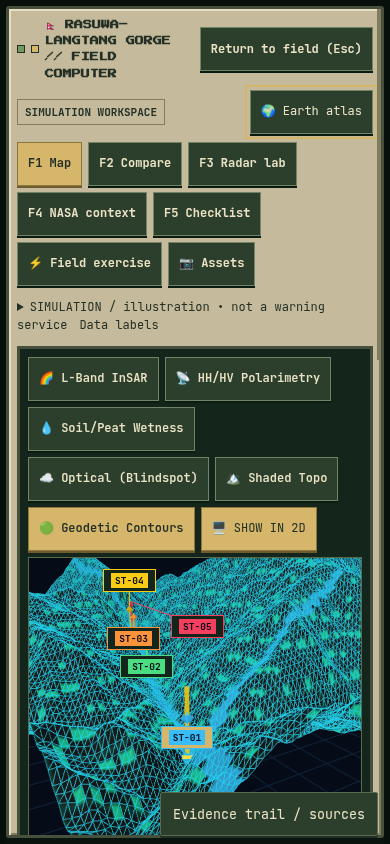 🇳🇵 RASUWA–
LANGTANG GORGE
// FIELD
COMPUTER
Return to field (Esc)
SIMULATION WORKSPACE
🌍 Earth atlas
F1 Map
F2 Compare
F3 Radar lab
F4 NASA context
F5 Checklist
⚡ Field exercise
📷 Assets
▶ SIMULATION / illustration • not a warning
service Data labels
🌈 L-Band InSAR
📡 HH/HV Polarimetry
💧 Soil/Peat Wetness
☁️ Optical (Blindspot)
🏔️ Shaded Topo
🟢 Geodetic Contours
🖥️ SHOW IN 2D
ST-04
ST-05
ST-03
ST-02
ST-01
Evidence trail / sources